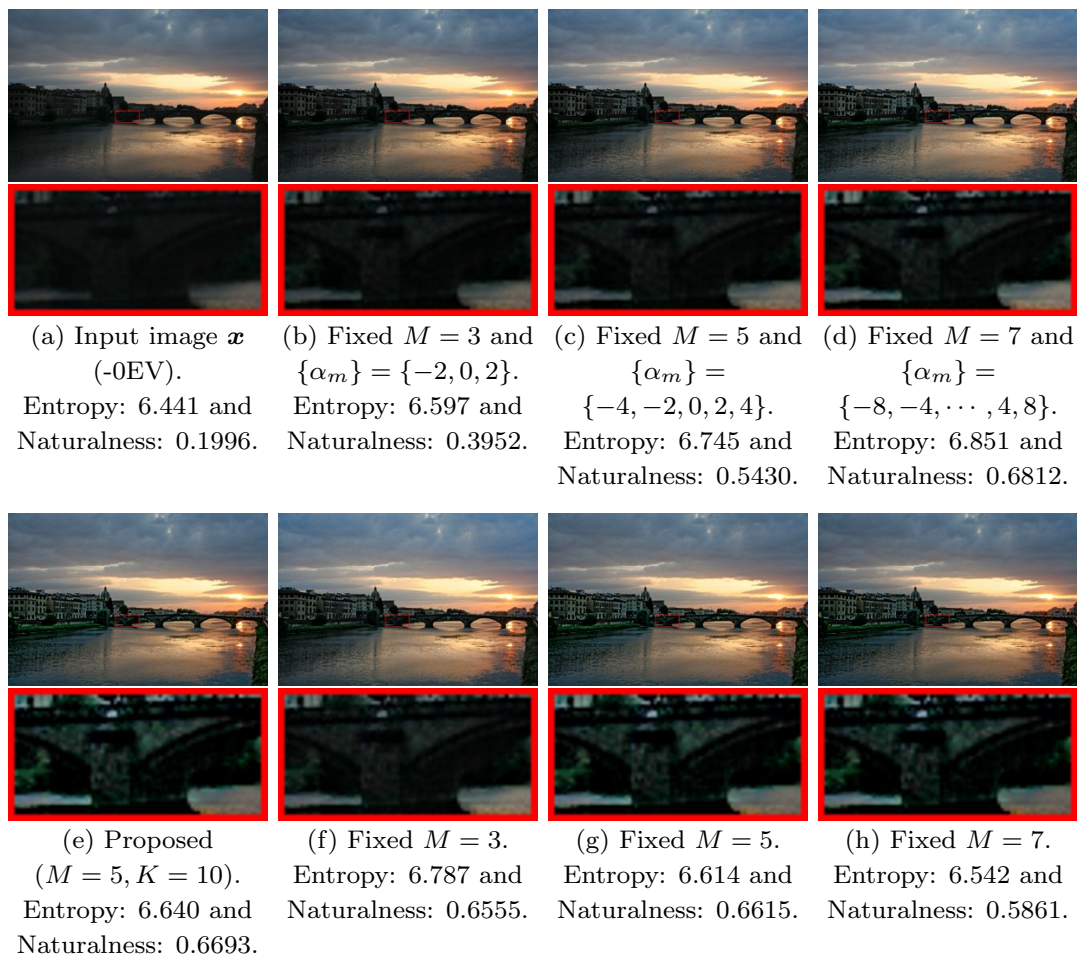 (a) Input image x
(-0EV).
Entropy: 6.441 and
Naturalness: 0.1996.
(b) Fixed M = 3 and
{α_m} = {−2, 0, 2}.
Entropy: 6.597 and
Naturalness: 0.3952.
(c) Fixed M = 5 and
{α_m} =
{−4, −2, 0, 2, 4}.
Entropy: 6.745 and
Naturalness: 0.5430.
(d) Fixed M = 7 and
{α_m} =
{−8, −4, ⋯ , 4, 8}.
Entropy: 6.851 and
Naturalness: 0.6812.
(e) Proposed
(M = 5, K = 10).
Entropy: 6.640 and
Naturalness: 0.6693.
(f) Fixed M = 3.
Entropy: 6.787 and
Naturalness: 0.6555.
(g) Fixed M = 5.
Entropy: 6.614 and
Naturalness: 0.6615.
(h) Fixed M = 7.
Entropy: 6.542 and
Naturalness: 0.5861.